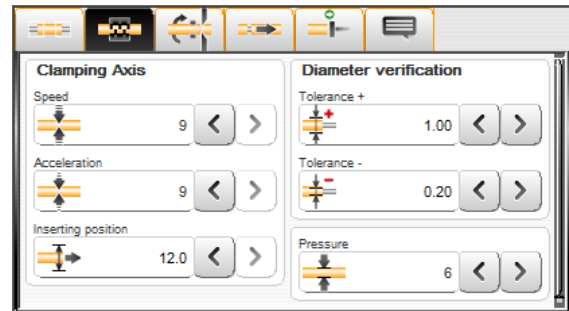 Clamping Axis
Speed
9
Acceleration
9
Inserting position
12.0
Diameter verification
Tolerance +
1.00
Tolerance -
0.20
Pressure
6